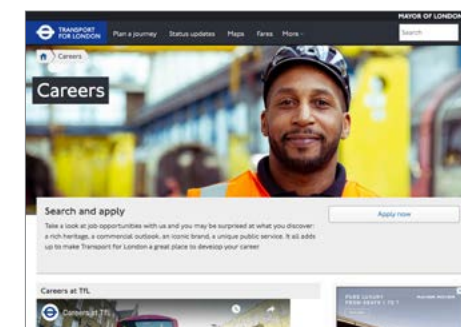 MAYOR OF LONDON
TRANSPORT FOR LONDON
Plan a journey Status updates Maps Fares More
Search
Careers
Careers
Search and apply
Take a look at job opportunities with us and you may be surprised at what you discover:
a rich heritage, a commercial outlook, an iconic brand, a unique public service. It all adds
up to make Transport for London a great place to develop your career
Apply now
Careers at TfL
Careers at TfL
PURE LUXURY